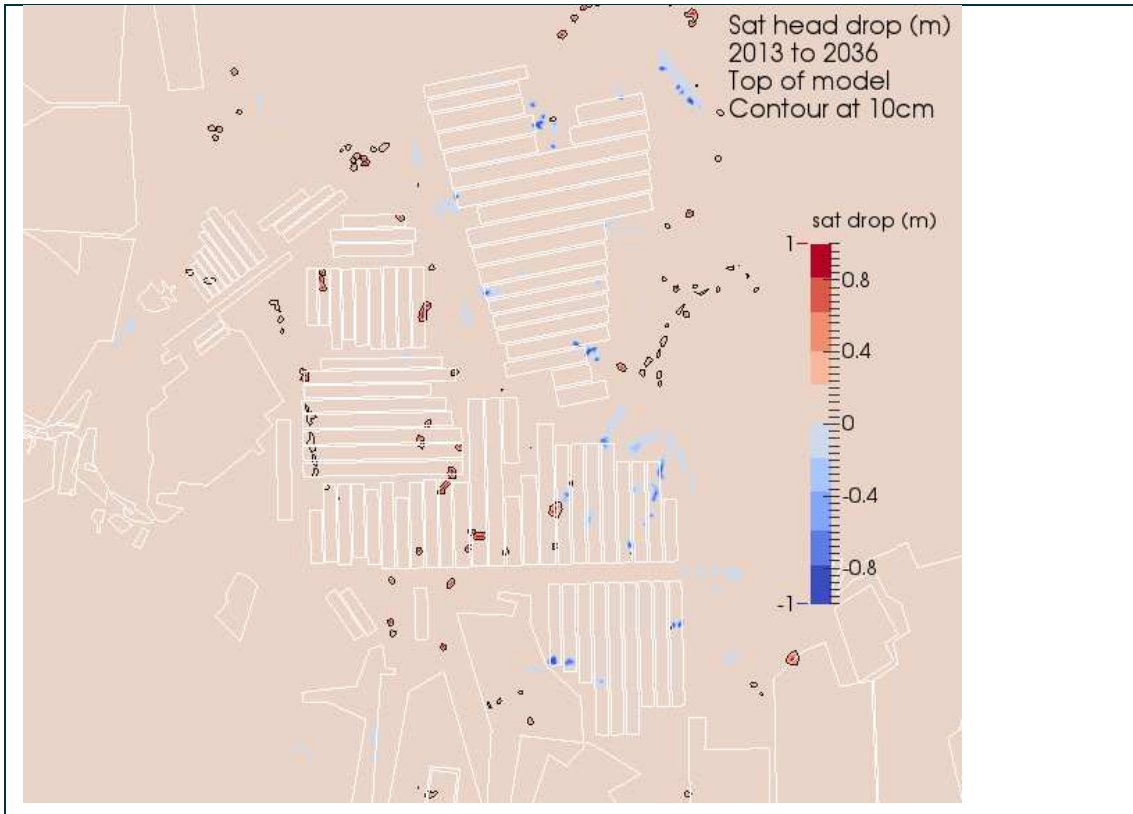 Sat head drop (m)
2013 to 2036
Top of model
Contour at 10cm
sat drop (m)
1
0.8
0.4
0
-0.4
-0.8
-1